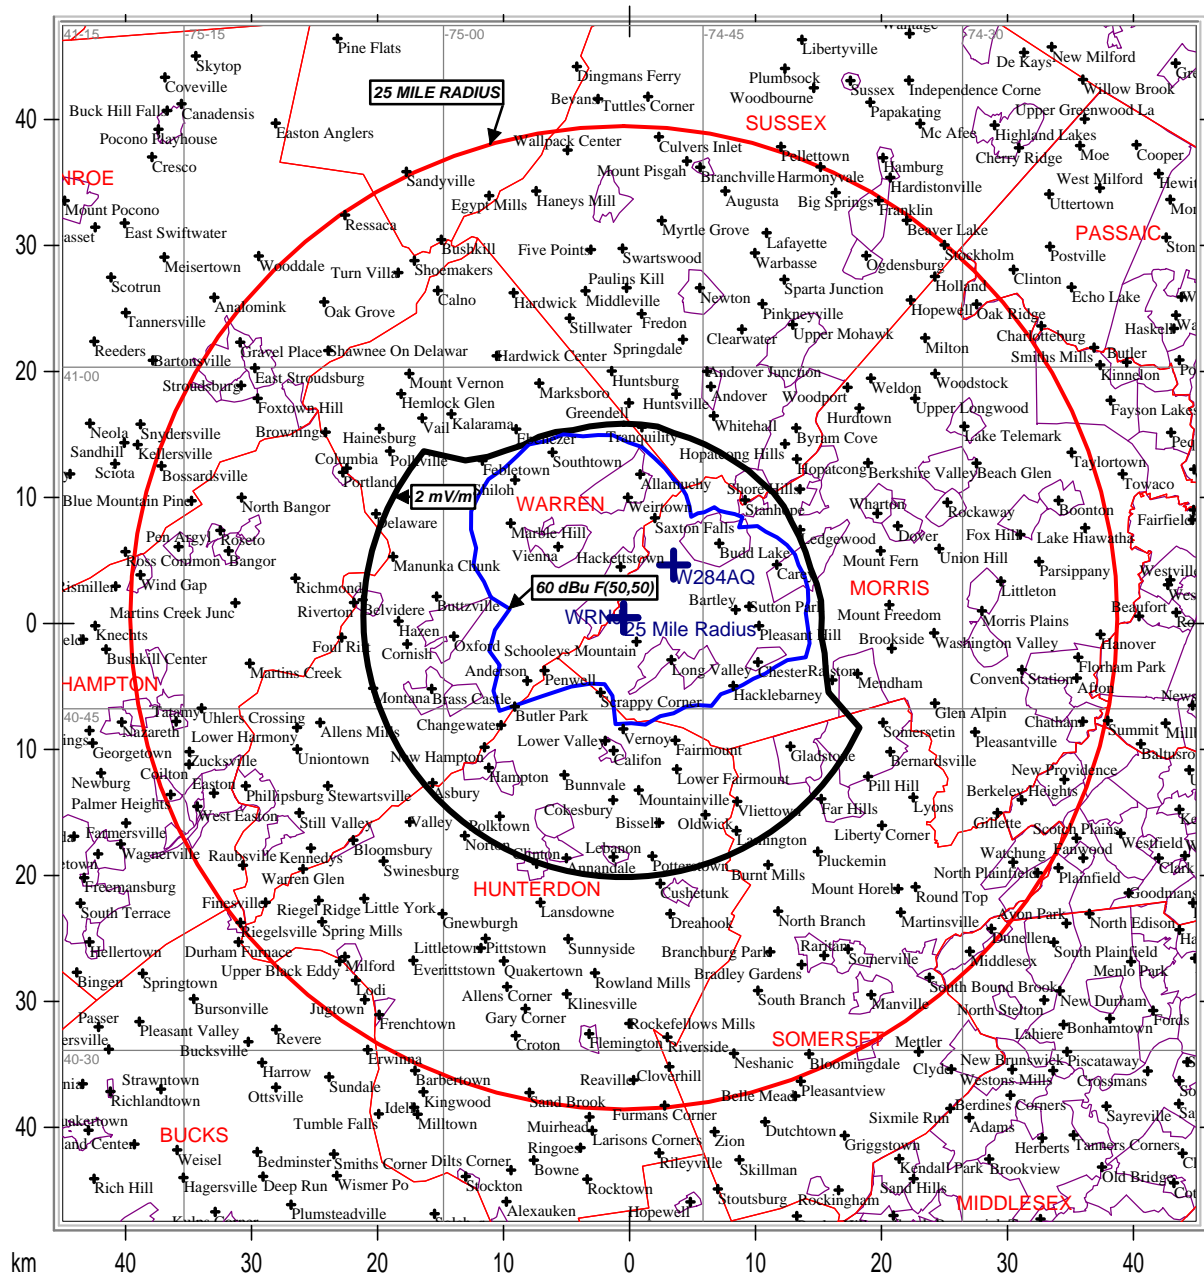 41-15
-75-15
-75-00
-74-45
-74-30
Pine Flats
Libertyville
De Kays
New Milford
Skytop
Dingmans Ferry
Plumbsock
Coveville
Bevans
Tuttles Corner
Woodbourne
Sussex
Independence Corne
Willow Brook
25 MILE RADIUS
Buck Hill Falls
Canadensis
Papakating
Upper Greenwood La
40
Easton Anglers
SUSSEX
Mc Afee
Highland Lakes
Pocono Playhouse
Wallpack Center
Culvers Inlet
Pellettown
Cherry Ridge
Moe
Cooper
Cresco
Mount Pisgah
Hamburg
Sandyville
Branchville
Harmonyvale
Hardistonville
West Milford
NROE
Egypt Mills
Haneys Mill
Augusta
Big Springs
Franklin
Uttertown
Mount Pocono
Ressaca
Myrtle Grove
Beaver Lake
PASSAIC
East Swiftwater
Bushkill
Five Points
Swartswood
Lafayette
Stockholm
Postville
Meisertown
Wooddale
Turn Villa
Shoemakers
Warbasse
Ogdensburg
30
Scotrun
Calno
Hardwick
Paulins Kill
Middleville
Newton
Sparta Junction
Holland
Clinton
Echo Lake
Analomink
Oak Grove
Stillwater
Fredon
Pinkneyville
Hopewell
Oak Ridge
Tannersville
Clearwater
Upper Mohawk
Charlotteburg
Haskell
Reeders
Gravel Place
Shawnee On Delawar
Hardwick Center
Springdale
Milton
Smiths Mills
Butler
Bartonsville
41-00
20
East Stroudsburg
Mount Vernon
Marksboro
Huntsburg
Andover Junction
Weldon
Woodstock
Kinnelon
Stroudsburg
Hemlock Glen
Huntsville
Andover
Woodport
Foxtown Hill
Vail
Kalarama
Greendell
Whitehall
Hurdtown
Upper Longwood
Fayson Lakes
Neola
Snydersville
Brownings
Hainesburg
Tranquility
Byram Cove
Lake Telemark
Sandhill
Kellersville
Hopatcong Hills
Sciota
Bossardsville
Columbia
Polkville
Febletown
Southtown
Hopatcong
Berkshire Valley
Beach Glen
Taylortown
Portland
Allamuchy
Shore Hills
Towaco
10
Blue Mountain Pine
North Bangor
2 mV/m
WARREN
Weirtown
Stanhope
Wharton
Rockaway
Boonton
Delaware
Marble Hill
Saxton Falls
Fairfield
Pen Argyl
Roseto
Vienna
Budd Lake
Ledgewood
Dover
Fox Hill
Lake Hiawatha
Ross Common
Bangor
Manunka Chunk
Hackettstown
Mount Fern
Union Hill
Parsippany
Wind Gap
Richmond
60 dBu F(50,50)
W284AQ
MORRIS
Littleton
Westville
Martins Creek Junc
Riverton
Belvidere
Buttzville
Bartley
Sutton Park
Mount Freedom
Morris Plains
Beaufort
0
Knechts
Foul Rift
Hazen
25 Mile Radius
Pleasant Hill
Brookside
Washington Valley
Hanover
Bushkill Center
Cornish
Oxford
Schooleys Mountain
Martins Creek
Anderson
Penwell
Long Valley
Chester
Ralston
Mendham
Florham Park
Convent Station
HAMPTON
Montana
Brass Castle
Scrappy Corner
Hacklebarney
Afton
40-45
Tatamy
Uhlers Crossing
Changewater
Butler Park
Glen Alpin
Chatham
Nazareth
Lower Harmony
Allens Mills
Vernoy
Somersetin
Pleasantville
Summit
Georgetown
Zucksville
Uniontown
New Hampton
Lower Valley
Califon
Fairmount
Gladstone
Bernardsville
Newburg
Easton
Hampton
Lower Fairmount
New Providence
Palmer Heights
Phillipsburg
Stewartsville
Asbury
Bunnvale
Mountainville
Pill Hill
Berkeley Heights
10
West Easton
Still Valley
Valley
Cokesbury
Vliettown
Far Hills
Lyons
Gillette
Farmersville
Polktown
Bissell
Oldwick
Liberty Corner
Scotch Plains
Wagnerville
Raubsville
Kennedys
Bloomsbury
Norton
Clinton
Lebanon
Lamington
Pluckemin
Watchung
Fanwood
Westfield
Freemansburg
Warren Glen
Swinesburg
Annandale
Potterstown
Burnt Mills
North Plainfield
Plainfield
Clark
20
Finesville
Riegel Ridge
Little York
HUNTERDON
Cushetunk
Mount Horeb
Round Top
Goodmans
South Terrace
Riegelsville
Spring Mills
Gnewburgh
Lansdowne
Dreahook
North Branch
Martinsville
Avon Park
North Edison
Hellertown
Durham Furnace
Littletown
Pittstown
Sunnyside
Branchburg Park
Raritan
Dunellen
South Plainfield
Upper Black Eddy
Milford
Everittstown
Quakertown
Bradley Gardens
Somerville
Middlesex
Menlo Park
Bingen
Springtown
Lodi
Allens Corner
Rowland Mills
South Branch
Manville
South Bound Brook
New Durham
Bursonville
Jugtown
Klinesville
North Stelton
Fords
30
Passer
Pleasant Valley
Frenchtown
Gary Corner
Rockefellows Mills
SOMERSET
Lahiere
Bonhamtown
Bucksville
Revere
Croton
Flemington
Riverside
Mettler
40-30
Erwinna
Neshanic
Bloomingdale
New Brunswick
Piscataway
Strawntown
Harrow
Barbertown
Reaville
Cloverhill
Clyde
Westons Mills
Crossmans
Richlandtown
Sundale
Kingwood
Sand Brook
Belle Mead
Pleasantview
Ottsville
Idell
Furmans Corner
Berdines Corners
Sayreville
Tumble Falls
Milltown
Muirhead
Sixmile Run
Adams
40
BUCKS
Larisons Corners
Zion
Dutchtown
Griggstown
Herberts
Tanners Corners
Weisel
Bedminster
Smiths Corner
Dilts Corner
Ringoes
Bowne
Rileyville
Skillman
Kendall Park
Brookview
Old Bridge
Rich Hill
Hagersville
Deep Run
Wismer Po
Stockton
Rocktown
Stoutsburg
Rockingham
Sand Hills
MIDDLESEX
Plumsteadville
Alexauken
Hopewell
km
40
30
20
10
0
10
20
30
40